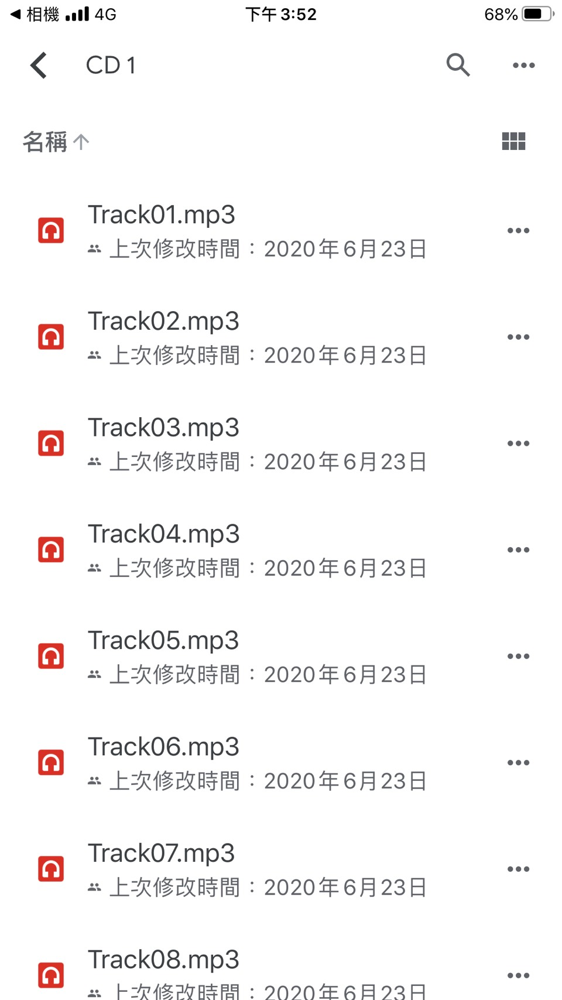 相機 4G 下午 3:52 68%
CD 1
名稱
Track01.mp3
上次修改時間：2020年6月23日
Track02.mp3
上次修改時間：2020年6月23日
Track03.mp3
上次修改時間：2020年6月23日
Track04.mp3
上次修改時間：2020年6月23日
Track05.mp3
上次修改時間：2020年6月23日
Track06.mp3
上次修改時間：2020年6月23日
Track07.mp3
上次修改時間：2020年6月23日
Track08.mp3
上次修改時間：2020年6月23日